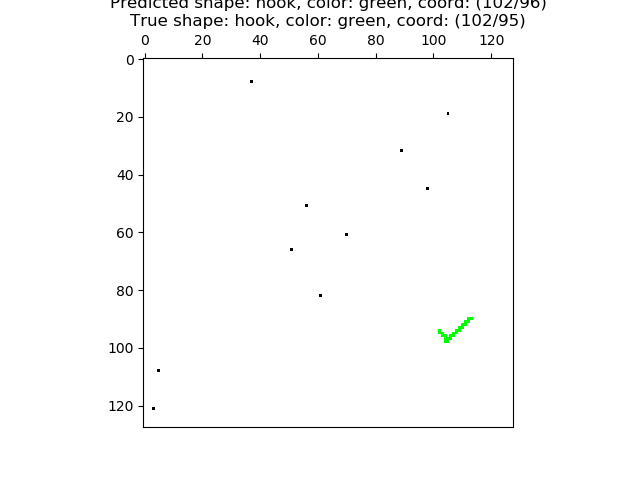 Predicted shape: hook, color: green, coord: (102/96)
True shape: hook, color: green, coord: (102/95)
0 20 40 60 80 100 120
0
20
40
60
80
100
120